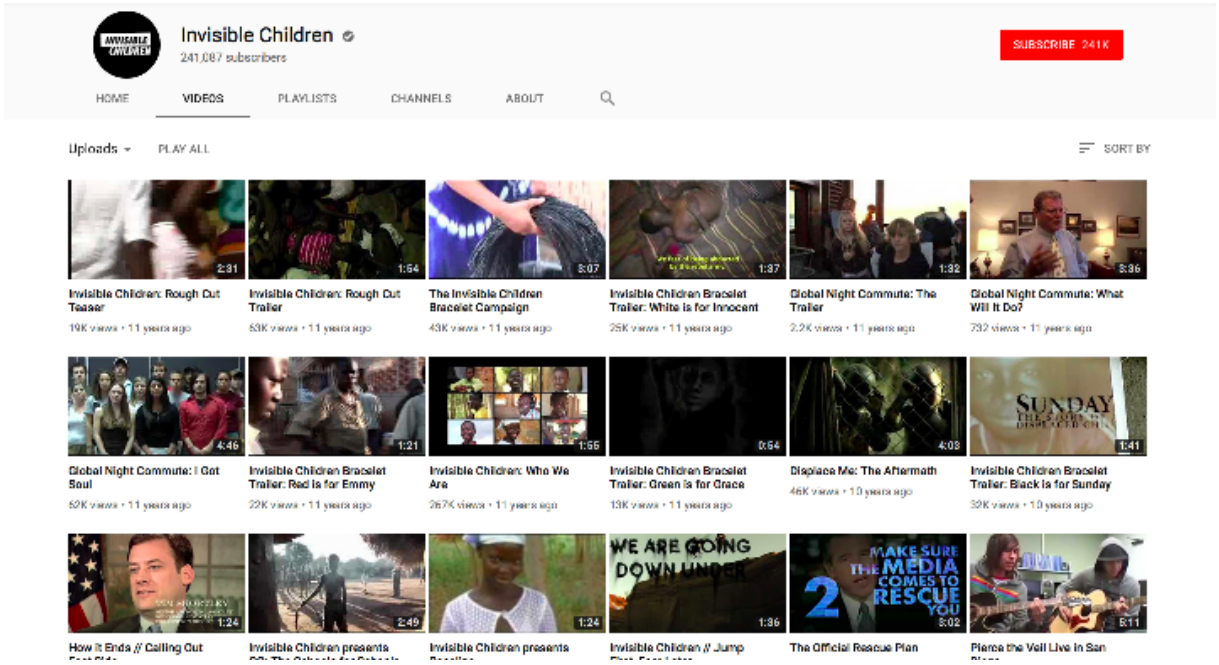 INVISIBLE CHILDREN
Invisible Children
241,087 subscribers
SUBSCRIBE 241K
HOME VIDEOS PLAYLISTS CHANNELS ABOUT
Uploads PLAY ALL SORT BY
2:31 1:54 3:07 1:37 1:32 3:36
Invisible Children: Rough Cut
Teaser
19K views • 11 years ago
Invisible Children: Rough Cut
Trailer
63K views • 11 years ago
The Invisible Children
Bracelet Campaign
43K views • 11 years ago
Invisible Children Bracelet
Trailer: White is for Innocent
25K views • 11 years ago
Global Night Commute: The
Trailer
2.2K views • 11 years ago
Global Night Commute: What
Will It Do?
732 views • 11 years ago
SUNDAY
4:46 1:21 1:55 0:54 4:03 1:41
Global Night Commute: I Got
Soul
62K views • 11 years ago
Invisible Children Bracelet
Trailer: Red is for Emmy
22K views • 11 years ago
Invisible Children: Who We
Are
267K views • 11 years ago
Invisible Children Bracelet
Trailer: Green is for Grace
13K views • 11 years ago
Displace Me: The Aftermath
46K views • 10 years ago
Invisible Children Bracelet
Trailer: Black is for Sunday
32K views • 10 years ago
WE ARE GOING
DOWN UNDER
2
MAKE SURE
THE MEDIA
COMES TO
RESCUE
YOU
1:24 2:49 1:24 1:36 3:02 5:11
How it Ends // Calling Out
Invisible Children presents
Invisible Children presents
Invisible Children // Jump
The Official Rescue Plan
Pierce the Veil Live in San